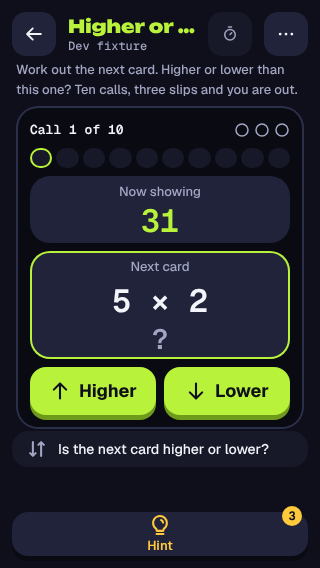 Higher or ...
Dev fixture
Work out the next card. Higher or lower than
this one? Ten calls, three slips and you are out.
Call 1 of 10
Now showing
31
Next card
5 × 2
?
Higher
Lower
Is the next card higher or lower?
3
Hint